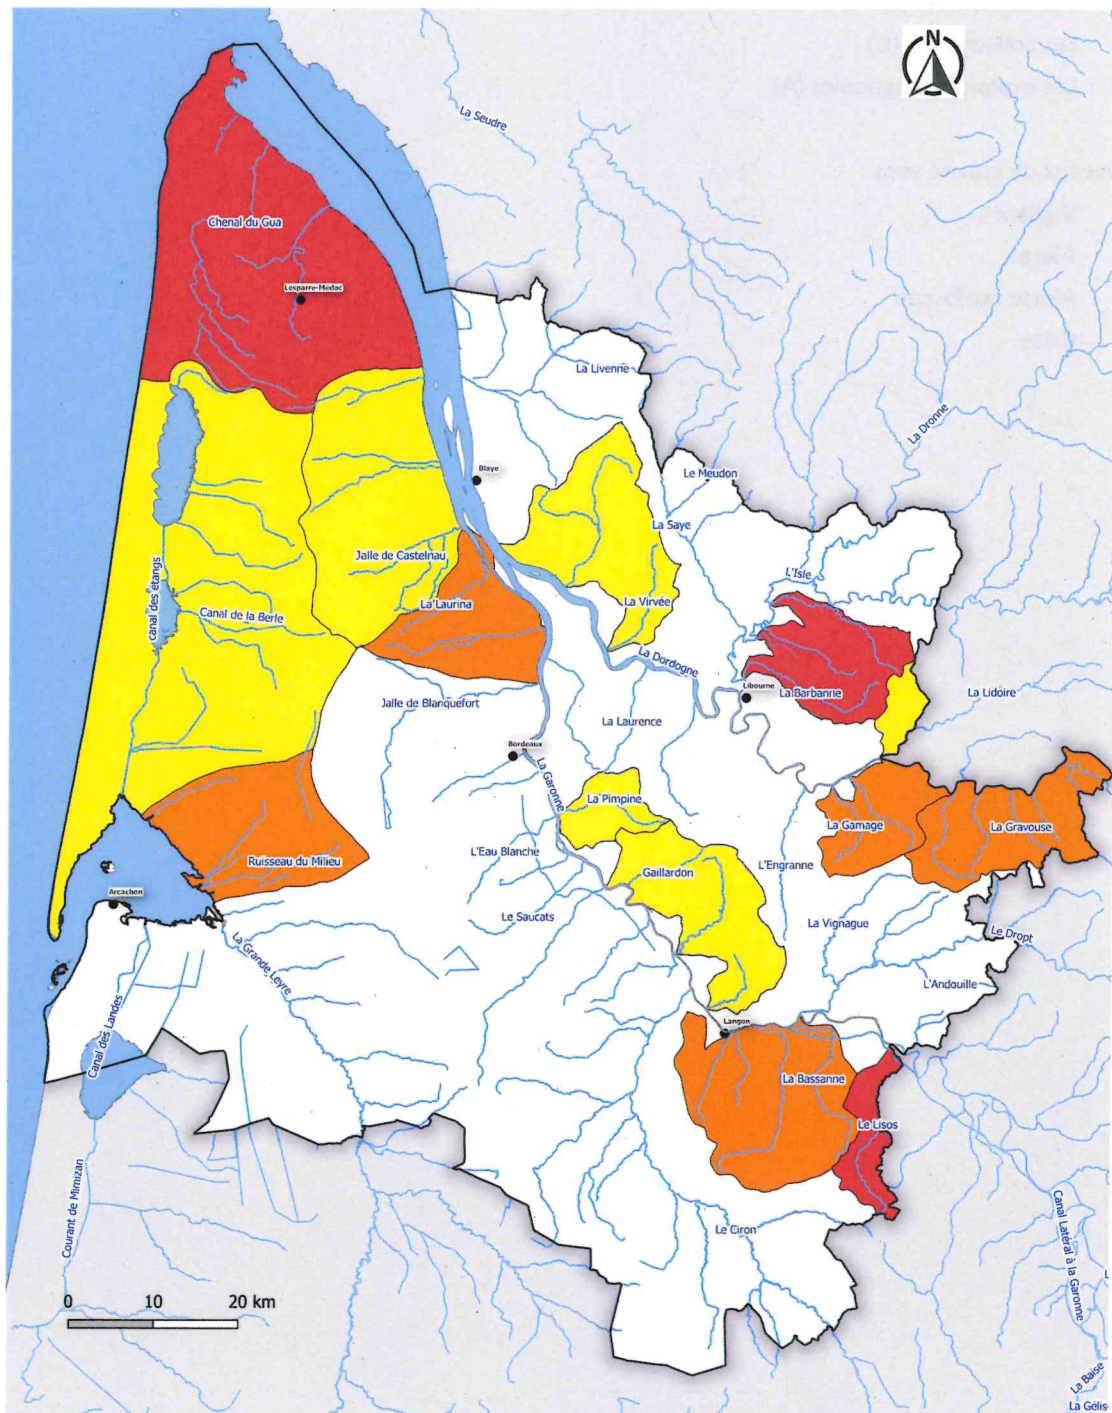 N
La Seudre
Chenal du Gua
Lesparre-Médoc
La Livenne
La Dronne
Blaye
Le Meudon
La Saye
Jalle de Castelnau
L'Isle
canal des étangs
Canal de la Berle
La Laurina
La Virvée
La Dordogne
Libourne
La Barbanne
La Lidoire
Jalle de Blanquefort
La Laurence
Bordeaux
La Garonne
La Pimpine
La Gamage
La Gravouse
L'Eau Blanche
Ruisseau du Milieu
Gaillardon
L'Engranne
Arcachon
Le Saucats
La Vignague
Le Dropt
La Grande Leyre
L'Andouille
Canal des Landes
Langon
La Bassanne
Le Lisos
Courant de Mimizan
Le Ciron
Canal Latéral à la Garonne
L
0 10 20 km
La Baïse
La Gélis